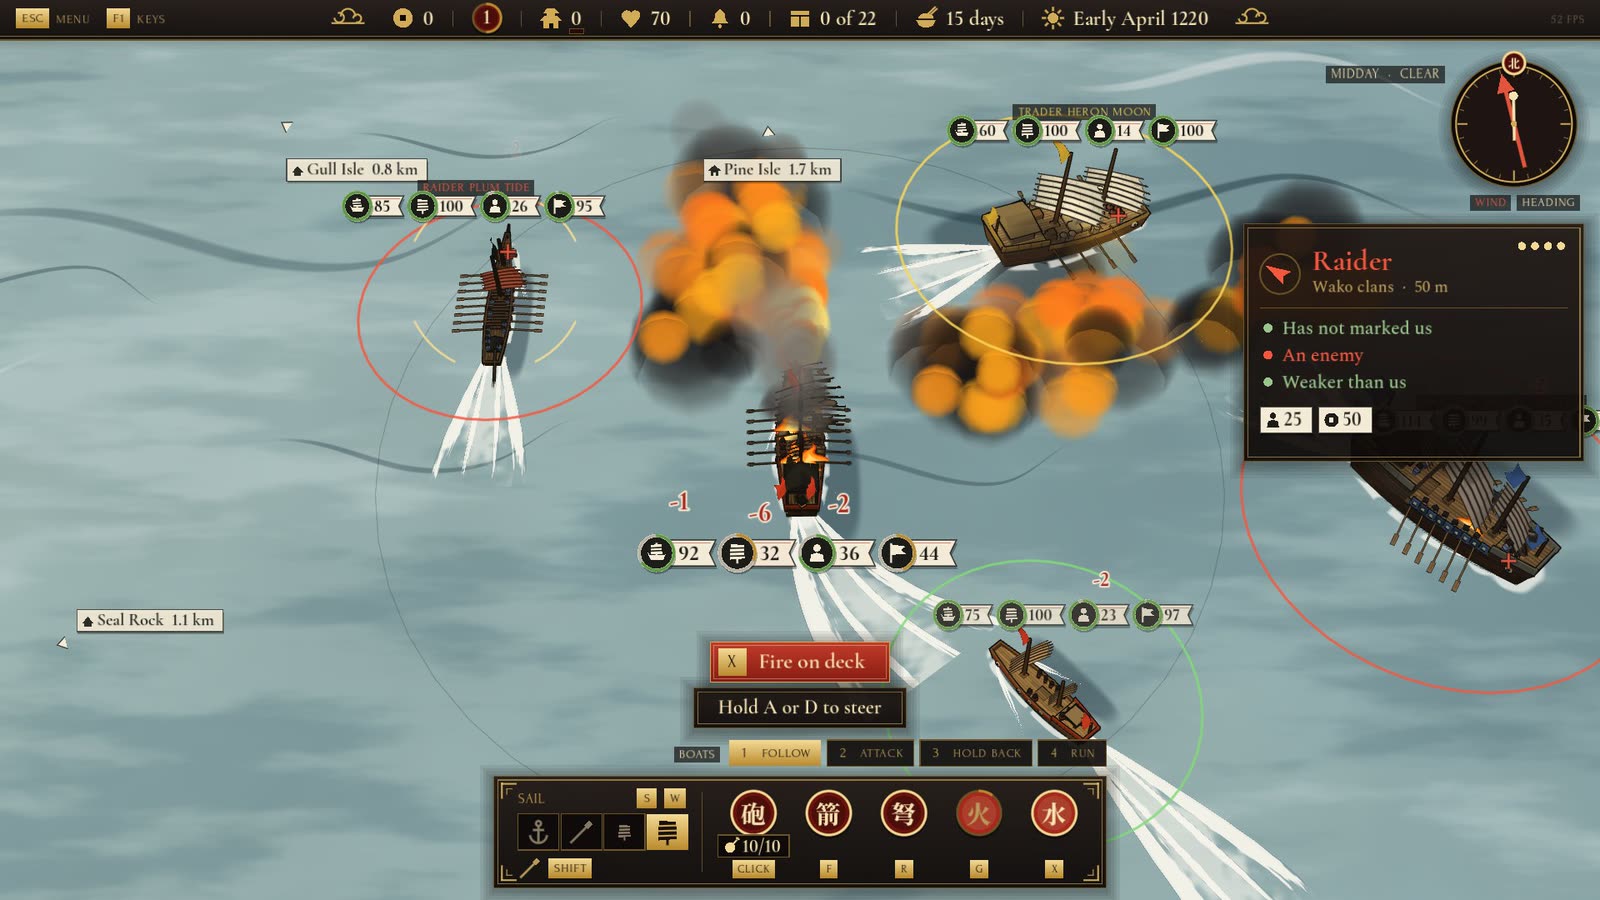 ESC MENU F1 KEYS 0 1 0 70 0 0 of 22 15 days Early April 1220 52 FPS
MIDDAY · CLEAR
北
WIND HEADING
TRADER HERON MOON
60 100 14 100
Gull Isle 0.8 km
Pine Isle 1.7 km
RAIDER PLUM TIDE
85 100 26 95
Raider
Wako clans · 50 m
Has not marked us
An enemy
Weaker than us
25 50
-1 -6 -2
92 32 36 44
-2
75 100 23 97
Seal Rock 1.1 km
X Fire on deck
Hold A or D to steer
BOATS 1 FOLLOW 2 ATTACK 3 HOLD BACK 4 RUN
SAIL S W
砲 箭 弩 火 水
10/10
SHIFT CLICK F R G X